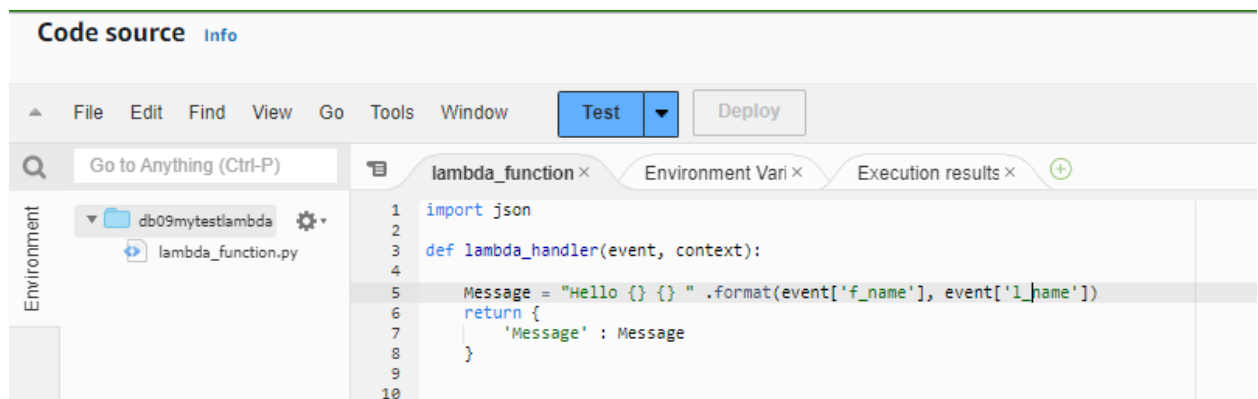 Code source Info
File Edit Find View Go Tools Window Test Deploy
Go to Anything (Ctrl-P)
lambda_function × Environment Vari × Execution results ×
Environment
db09mytestlambda
lambda_function.py
1 import json
2
3 def lambda_handler(event, context):
4
5 Message = "Hello {} {} " .format(event['f_name'], event['l_name'])
6 return {
7 'Message' : Message
8 }
9
10